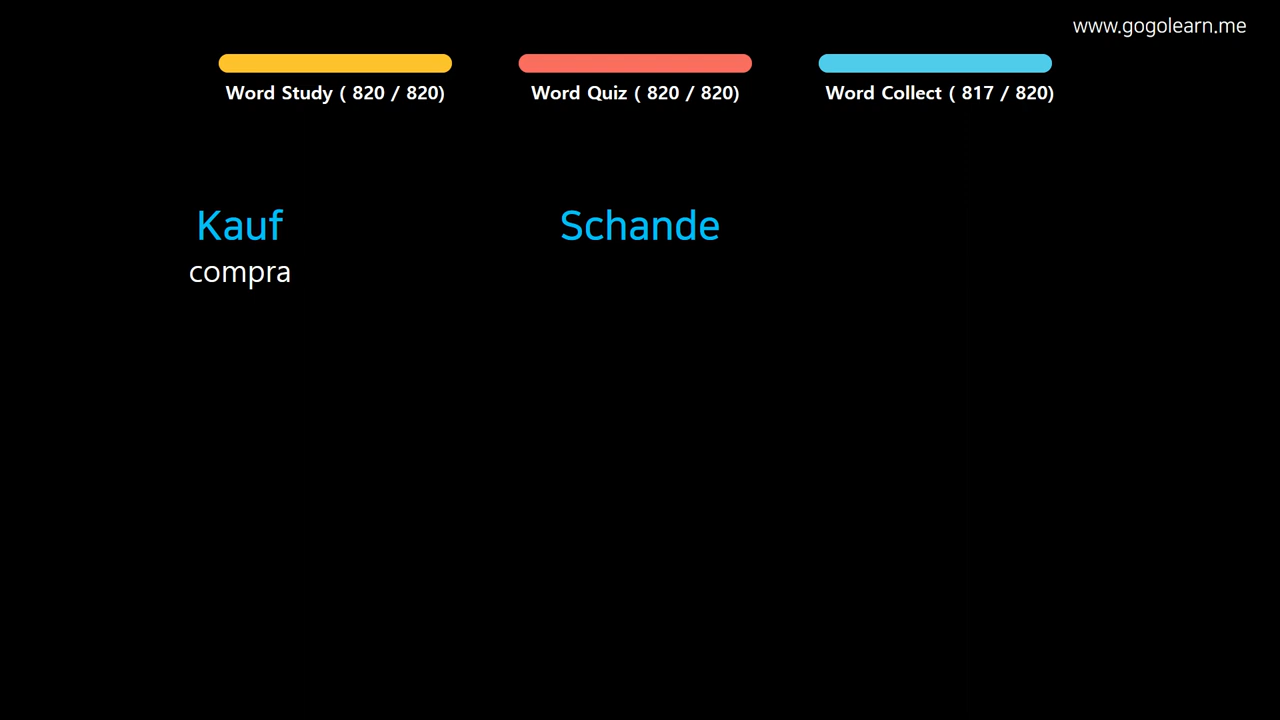 www.gogolearn.me
Word Study ( 820 / 820)
Word Quiz ( 820 / 820)
Word Collect ( 817 / 820)
Kauf
compra
Schande